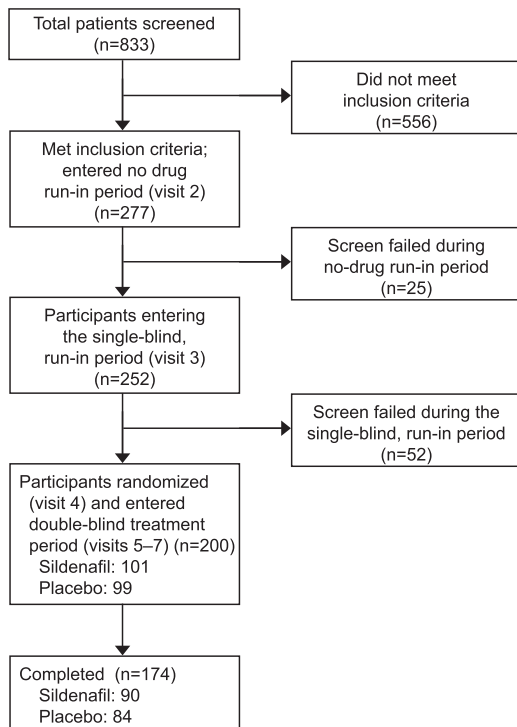 Total patients screened
(n=833)
Did not meet
inclusion criteria
(n=556)
Met inclusion criteria;
entered no drug
run-in period (visit 2)
(n=277)
Screen failed during
no-drug run-in period
(n=25)
Participants entering
the single-blind,
run-in period (visit 3)
(n=252)
Screen failed during the
single-blind, run-in period
(n=52)
Participants randomized
(visit 4) and entered
double-blind treatment
period (visits 5–7) (n=200)
Sildenafil: 101
Placebo: 99
Completed (n=174)
Sildenafil: 90
Placebo: 84